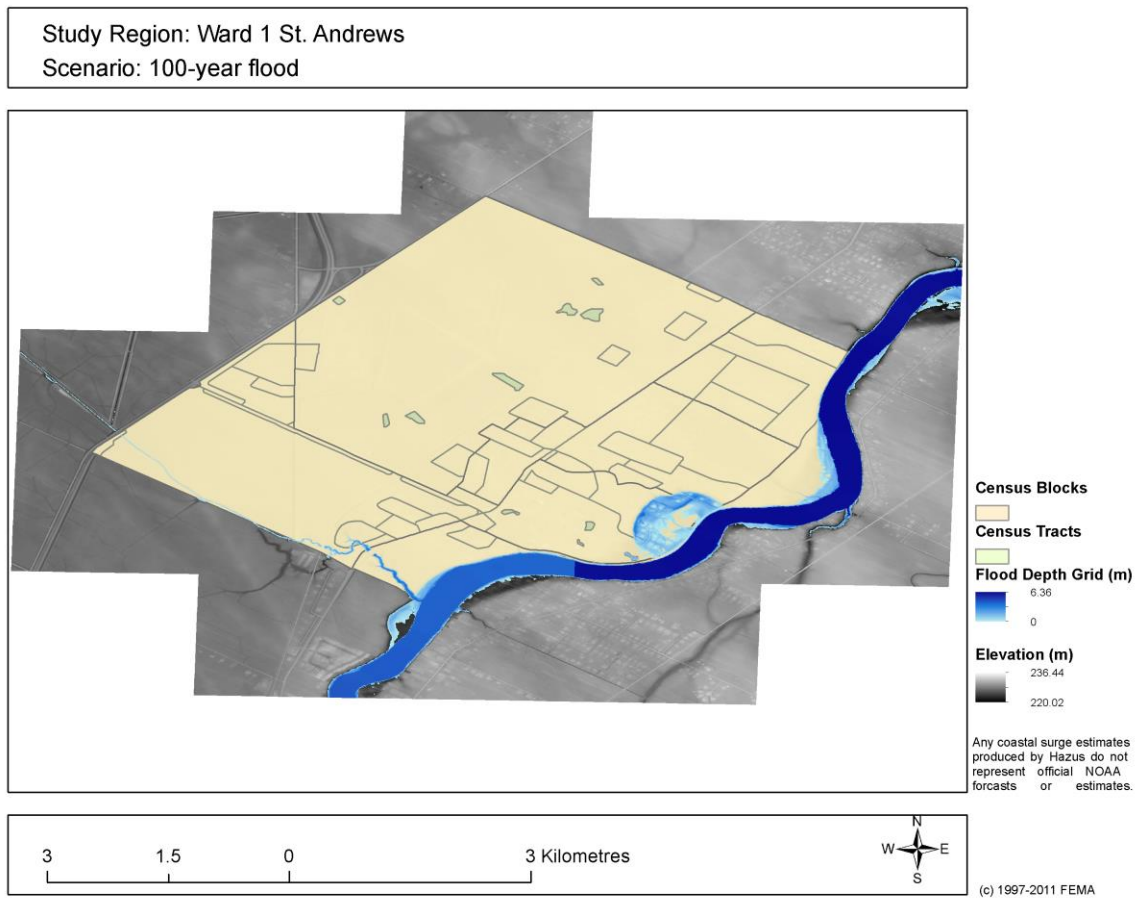 Study Region: Ward 1 St. Andrews
Scenario: 100-year flood
Census Blocks
Census Tracts
Flood Depth Grid (m)
6.36
0
Elevation (m)
236.44
220.02
Any coastal surge estimates
produced by Hazus do not
represent official NOAA
forcasts or estimates.
3 1.5 0 3 Kilometres
N
W E
S
(c) 1997-2011 FEMA